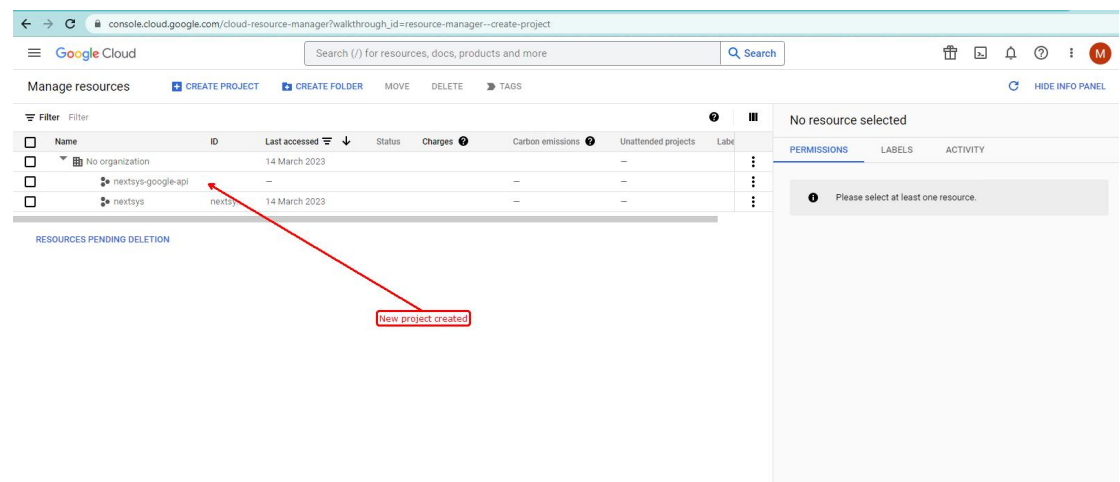 console.cloud.google.com/cloud-resource-manager?walkthrough_id=resource-manager--create-project
Google Cloud Search (/) for resources, docs, products and more Search M
Manage resources CREATE PROJECT CREATE FOLDER MOVE DELETE TAGS HIDE INFO PANEL
Filter Filter
No resource selected
Name ID Last accessed Status Charges Carbon emissions Unattended projects Labe
PERMISSIONS LABELS ACTIVITY
No organization 14 March 2023 –
nextsys-google-api – – –
Please select at least one resource.
nextsys nextsy 14 March 2023 – –
RESOURCES PENDING DELETION
New project created